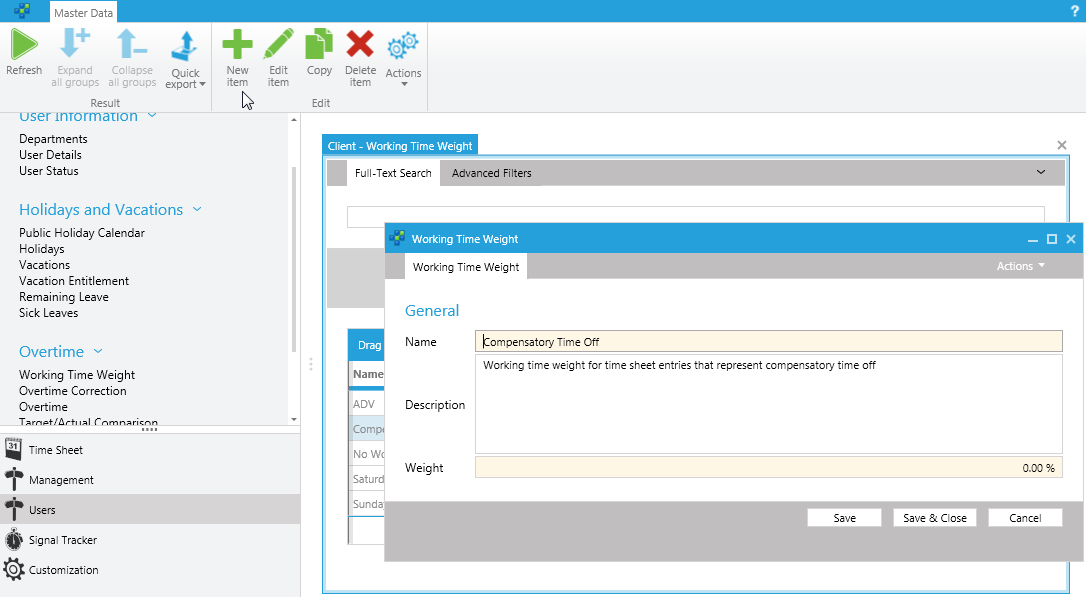 Master Data
?
Refresh
Expand all groups
Collapse all groups
Quick export
New item
Edit item
Copy
Delete item
Actions
Result
Edit
User Information
Departments
User Details
User Status
Holidays and Vacations
Public Holiday Calendar
Holidays
Vacations
Vacation Entitlement
Remaining Leave
Sick Leaves
Overtime
Working Time Weight
Overtime Correction
Overtime
Target/Actual Comparison
31
Time Sheet
Management
Users
Signal Tracker
Customization
Client - Working Time Weight
Full-Text Search
Advanced Filters
Drag
Name
ADV
Compe
No Wo
Saturd
Sunda
Working Time Weight
Working Time Weight
Actions
General
Name
Compensatory Time Off
Description
Working time weight for time sheet entries that represent compensatory time off
Weight
0.00 %
Save
Save & Close
Cancel